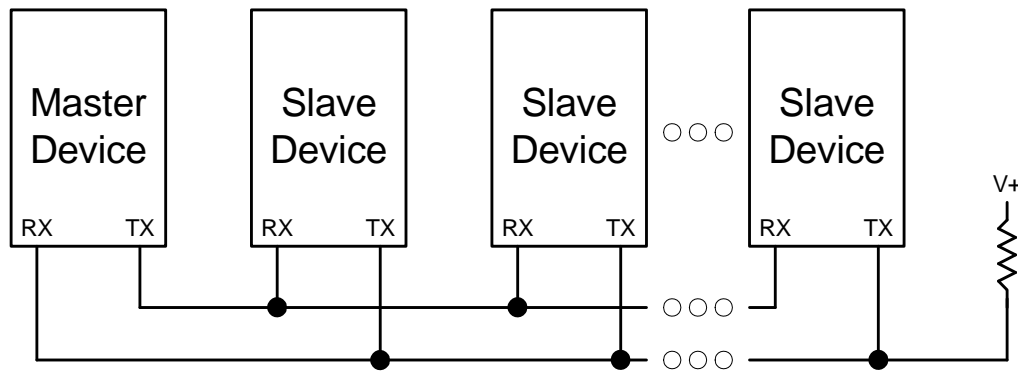 Master
Device
Slave
Device
Slave
Device
Slave
Device
V+
RX TX
RX TX
RX TX
RX TX